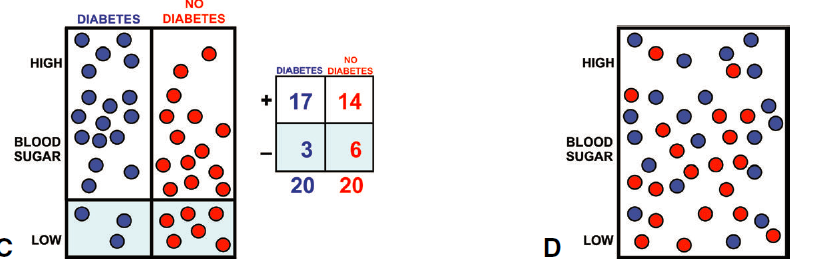 DIABETES
NO
DIABETES
HIGH
BLOOD
SUGAR
LOW
C
DIABETES
NO
DIABETES
+
17
14
–
3
6
20
20
HIGH
BLOOD
SUGAR
LOW
D